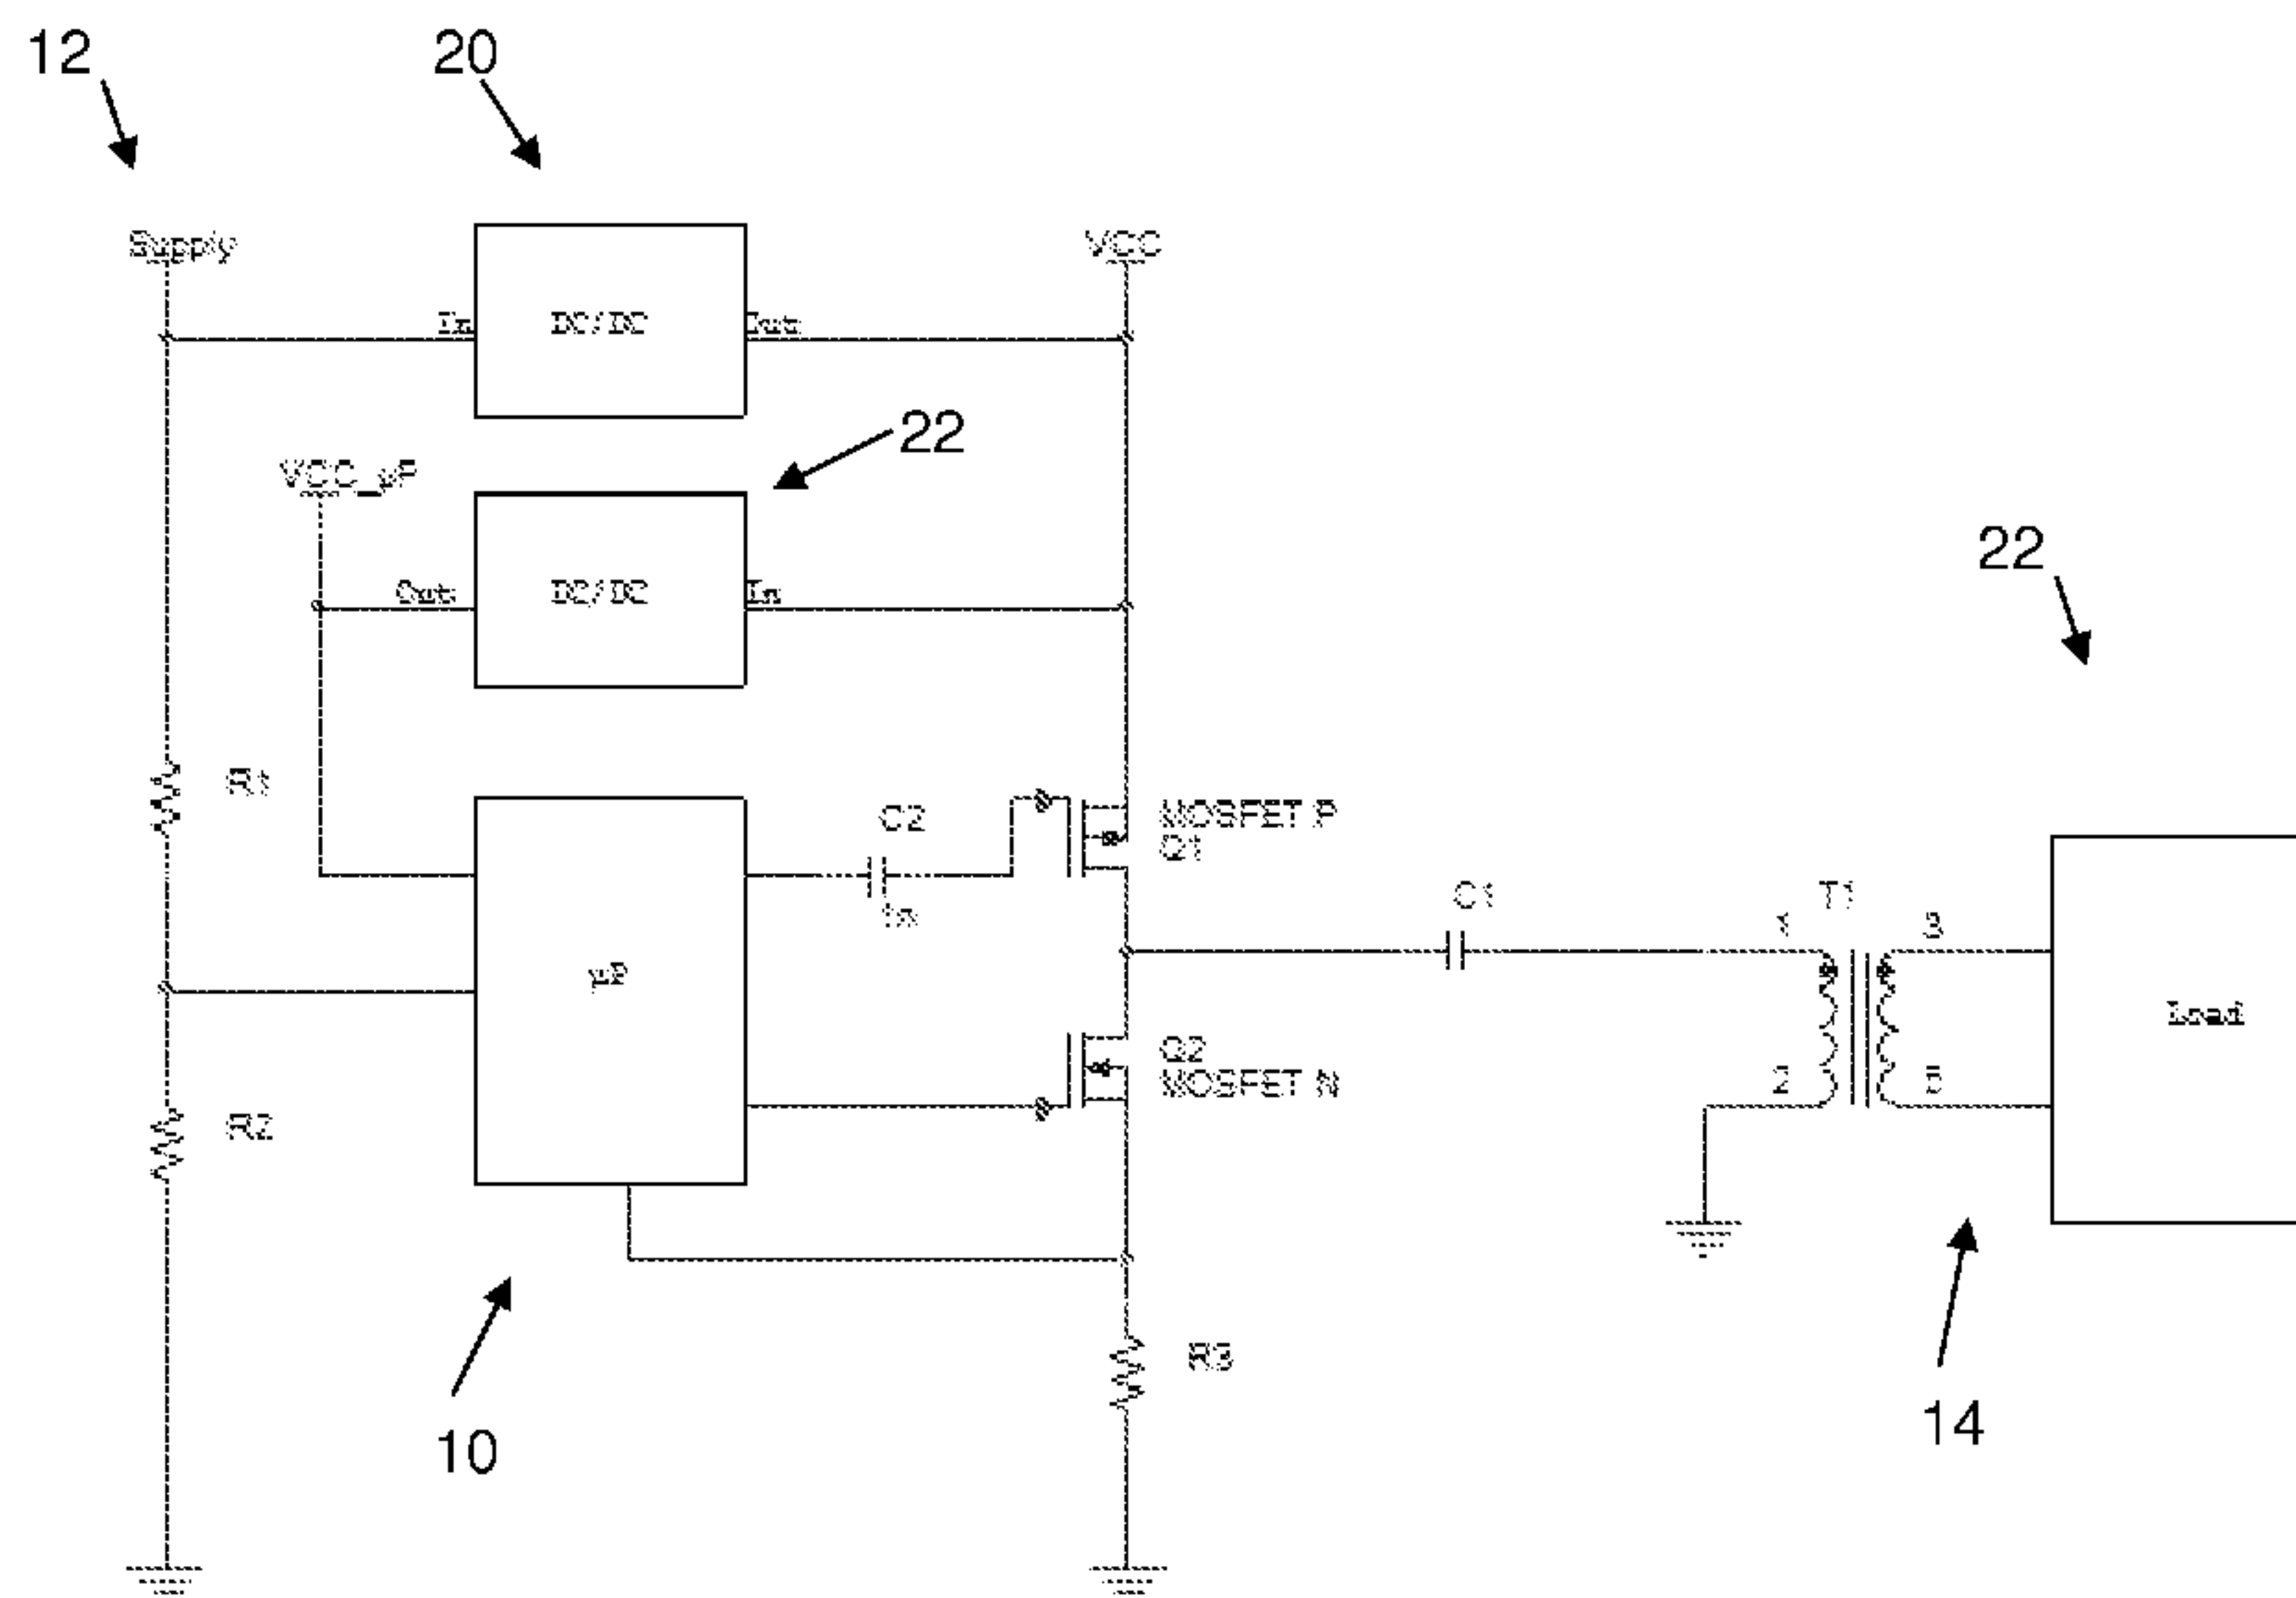 12
20
Supply
VCC
In
DC/DC
Out
22
VCC_µP
Out
DC/DC
In
22
R1
C2
MOSFET P
Q1
1n
C1
T1
1
3
µP
Load
Q2
MOSFET N
2
R2
R3
14
10